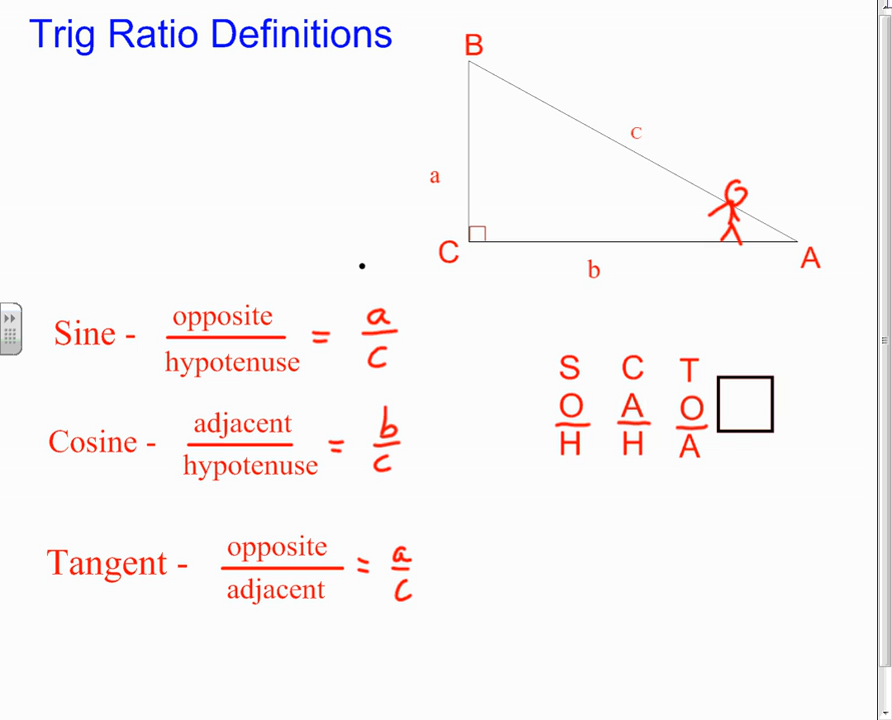 Trig Ratio Definitions
B
c
a
C
A
b
Sine - opposite/hypotenuse = a/c
Cosine - adjacent/hypotenuse = b/c
Tangent - opposite/adjacent = a/c
S C T
O A O
H H A